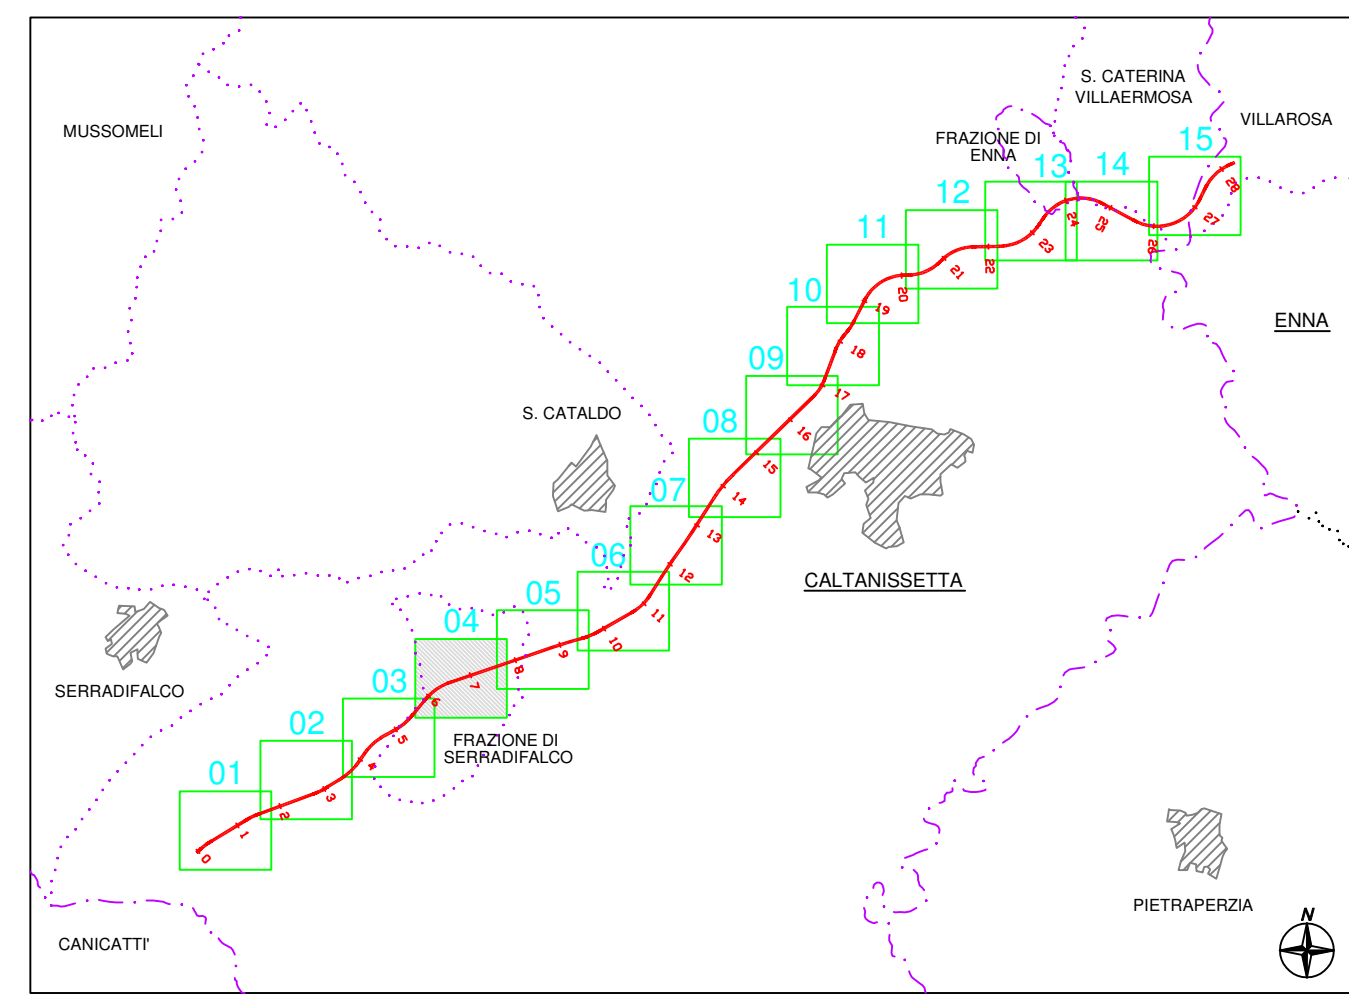 S. CATERINA
VILLAERMOSA
MUSSOMELI
VILLAROSA
FRAZIONE DI
ENNA
15
13
14
12
11
10
09
08
07
06
05
04
03
02
01
ENNA
S. CATALDO
CALTANISSETTA
SERRADIFALCO
FRAZIONE DI
SERRADIFALCO
PIETRAPERZIA
CANICATTI'
N
0
1
2
3
4
5
6
7
8
9
10
11
12
13
14
15
16
17
18
19
20
21
22
23
24
25
26
27
28